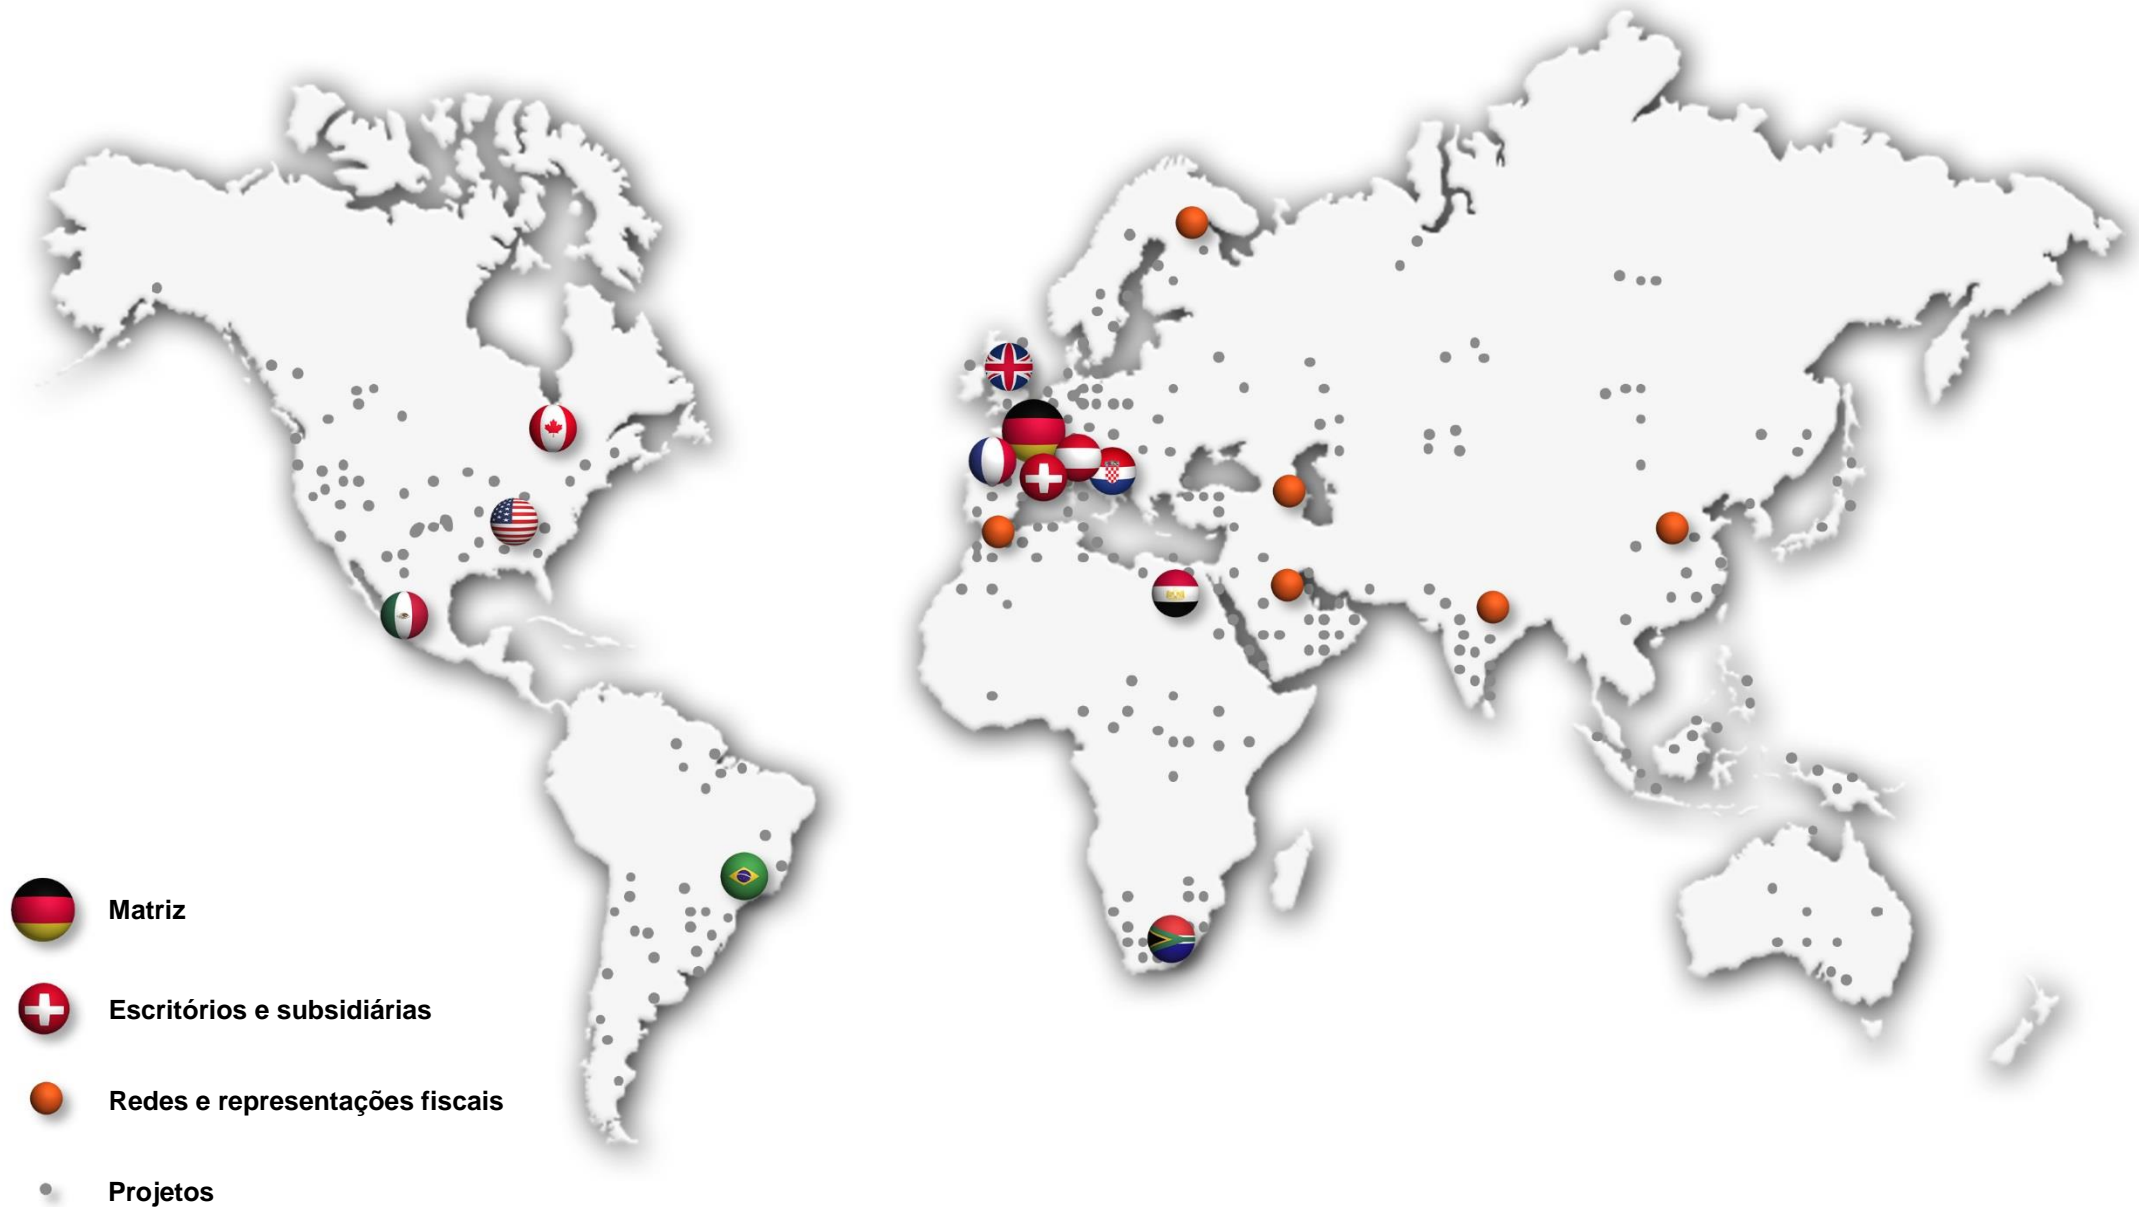 Matriz
Escritórios e subsidiárias
Redes e representações fiscais
Projetos